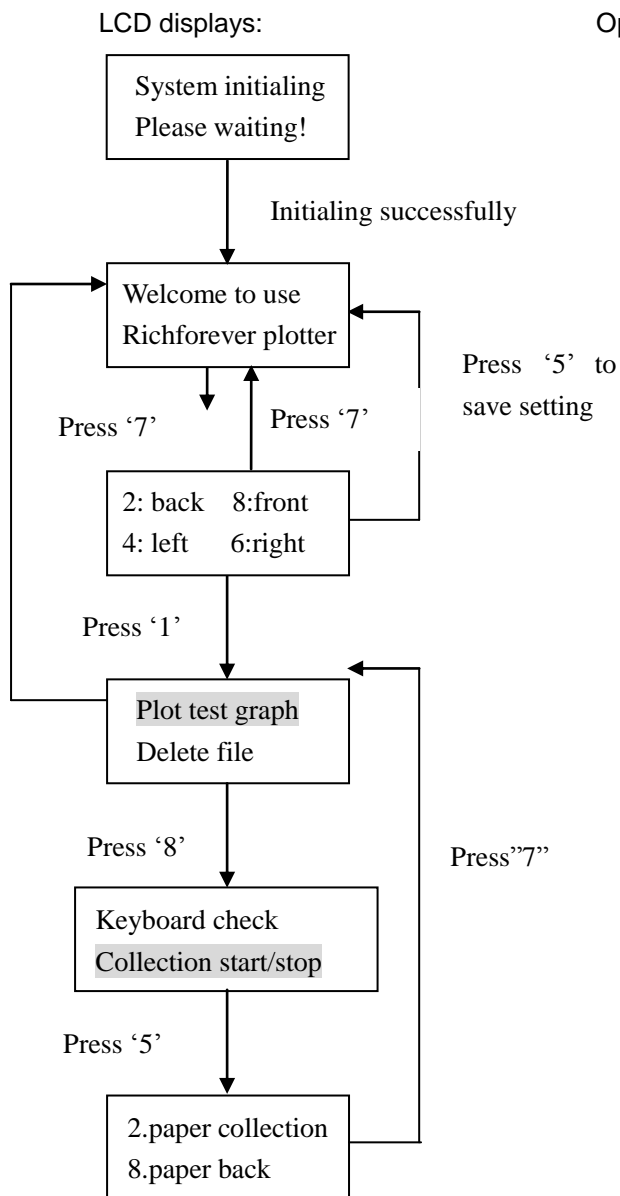 LCD displays:
Op
System initialing
Please waiting!
Initialing successfully
Welcome to use
Richforever plotter
Press ‘5’ to
save setting
Press ‘7’
Press ‘7’
2: back 8:front
4: left 6:right
Press ‘1’
Plot test graph
Delete file
Press ‘8’
Press”7”
Keyboard check
Collection start/stop
Press ‘5’
2.paper collection
8.paper back